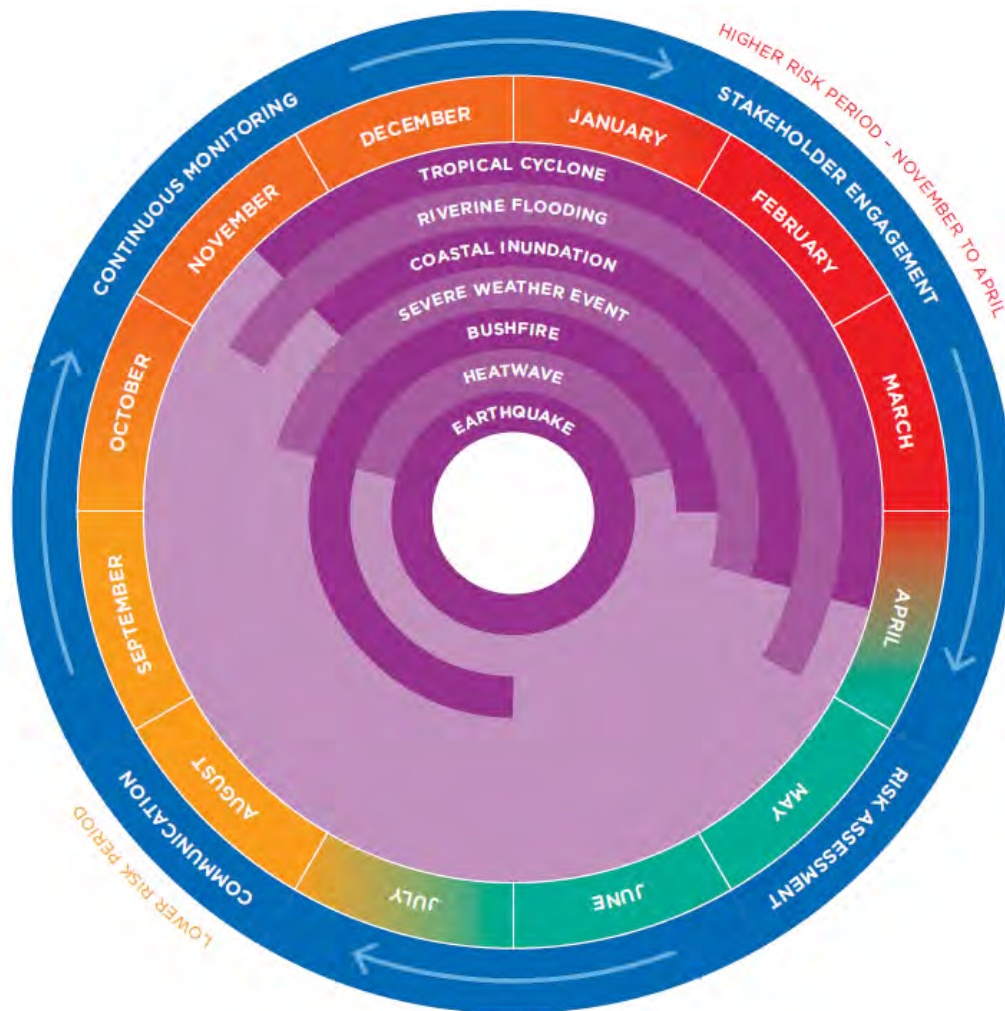 HIGHER RISK PERIOD - NOVEMBER TO APRIL
LOWER RISK PERIOD
CONTINUOUS MONITORING
STAKEHOLDER ENGAGEMENT
RISK ASSESSMENT
COMMUNICATION
JANUARY
FEBRUARY
MARCH
APRIL
MAY
JUNE
JULY
AUGUST
SEPTEMBER
OCTOBER
NOVEMBER
DECEMBER
TROPICAL CYCLONE
RIVERINE FLOODING
COASTAL INUNDATION
SEVERE WEATHER EVENT
BUSHFIRE
HEATWAVE
EARTHQUAKE